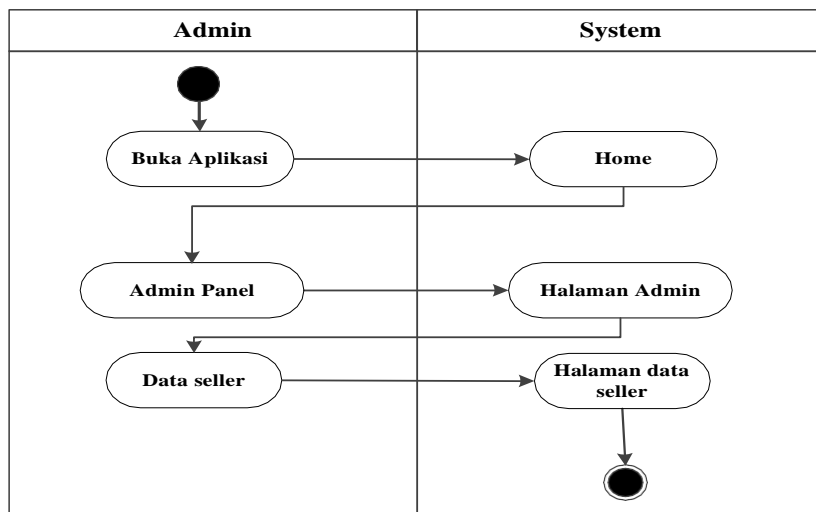 Admin
System
Buka Aplikasi
Home
Admin Panel
Halaman Admin
Data seller
Halaman data
seller